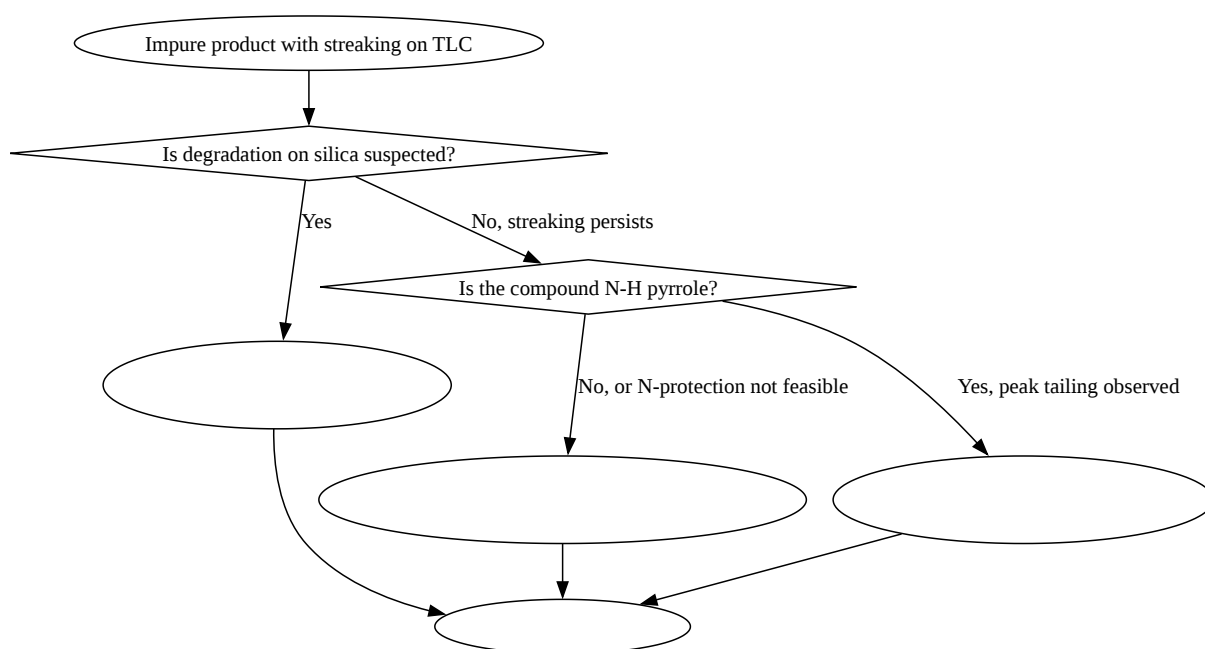 Impure product with streaking on TLC
Is degradation on silica suspected?
Yes
No, streaking persists
Is the compound N-H pyrrole?
No, or N-protection not feasible
Yes, peak tailing observed